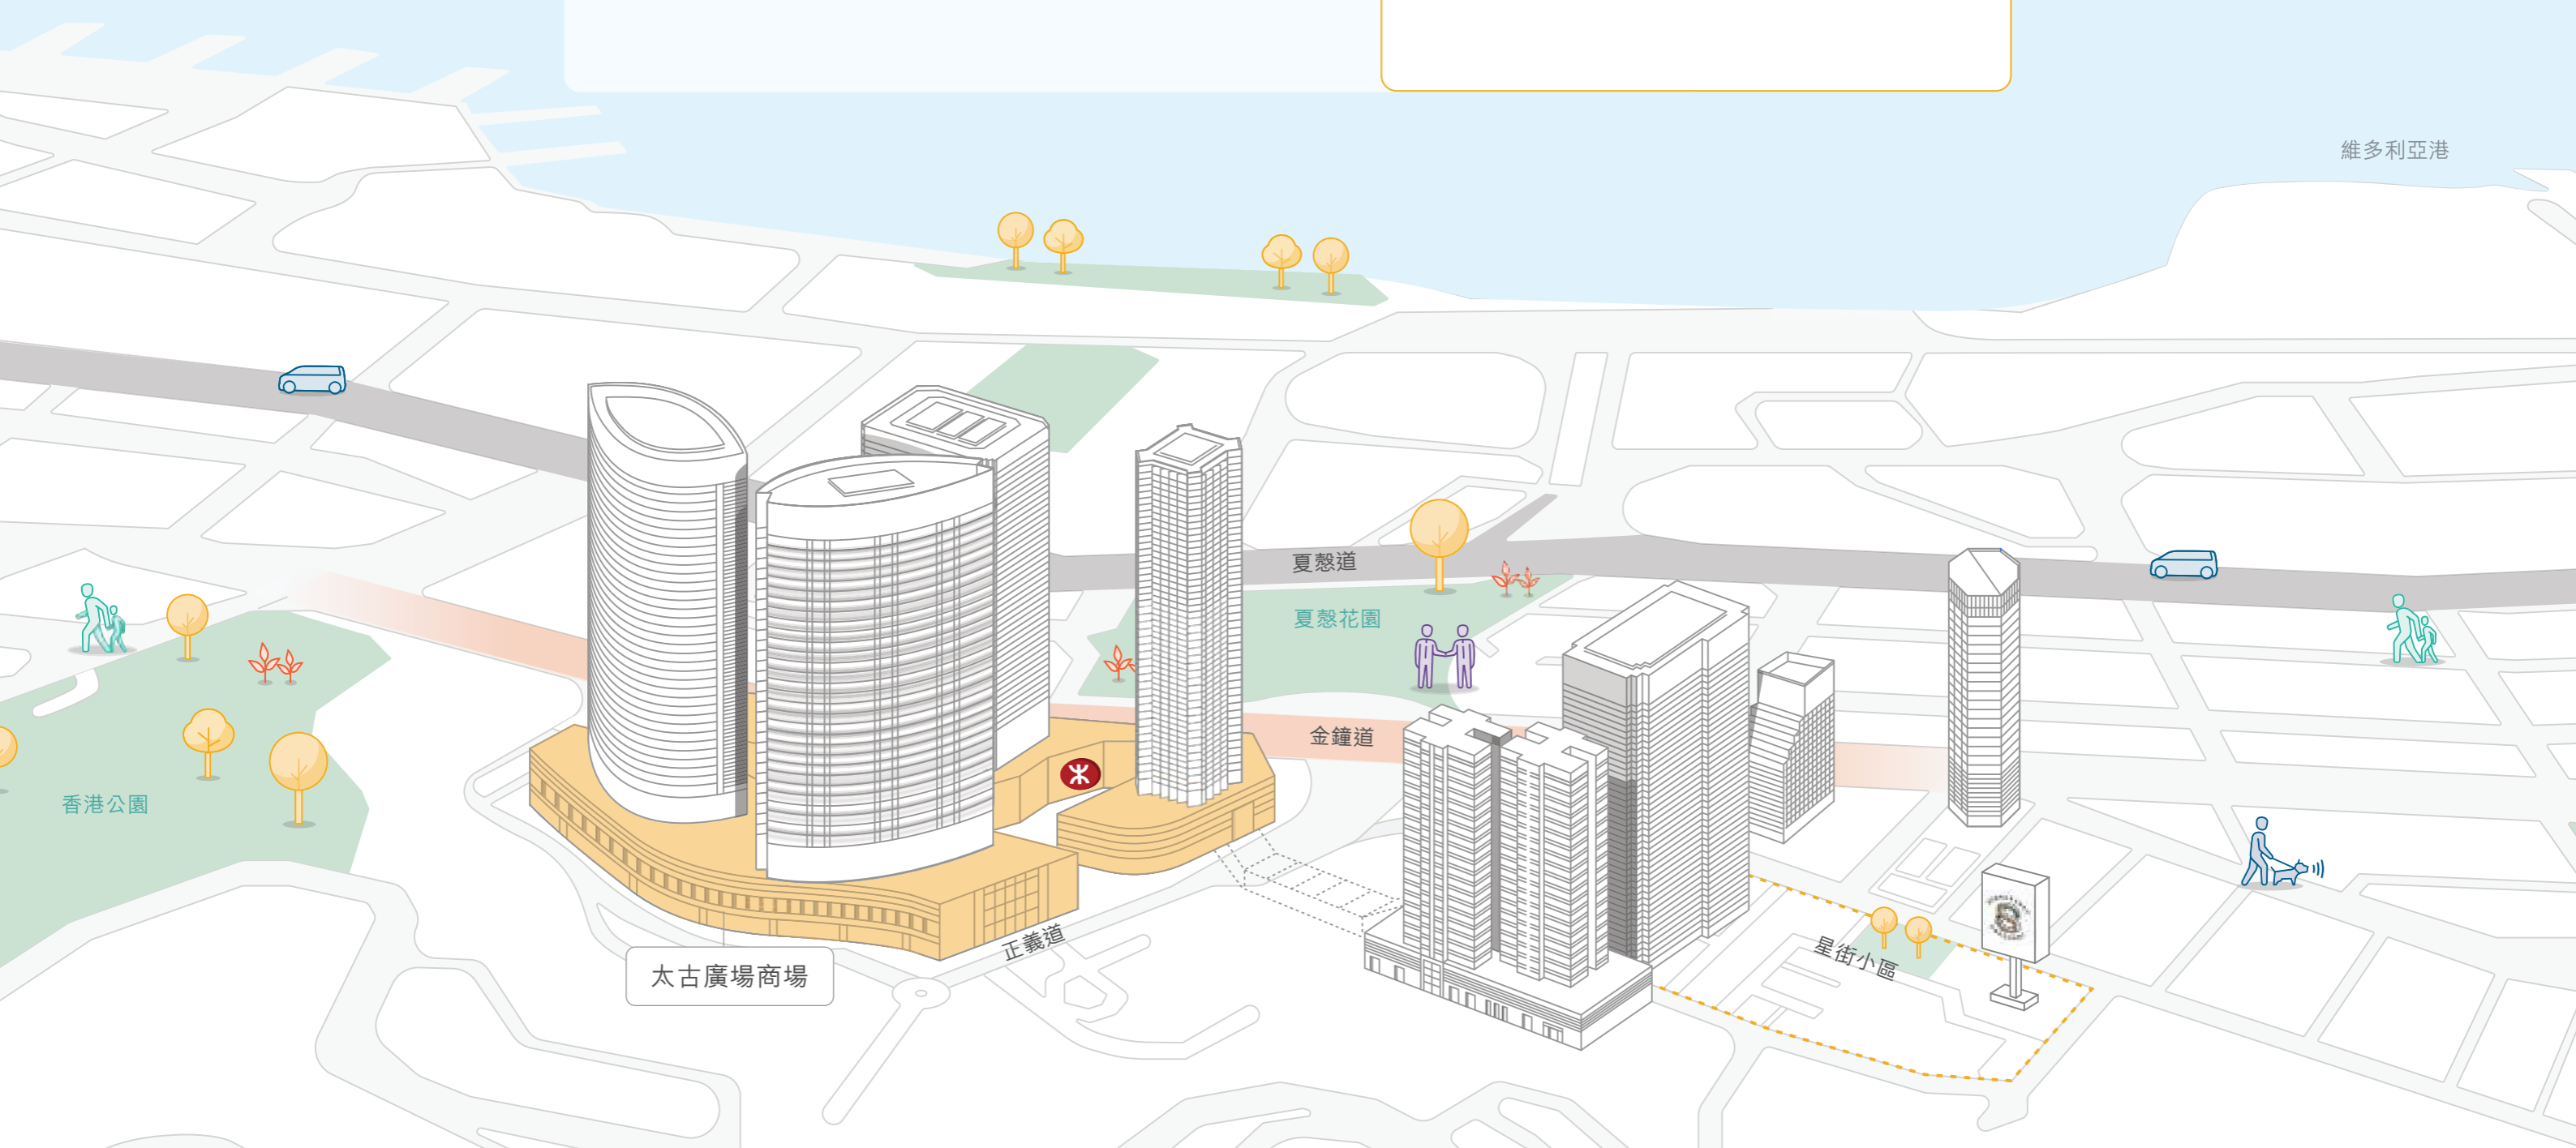 維多利亞港
夏慤道
夏慤花園
金鐘道
香港公園
正義道
太古廣場商場
星街小區